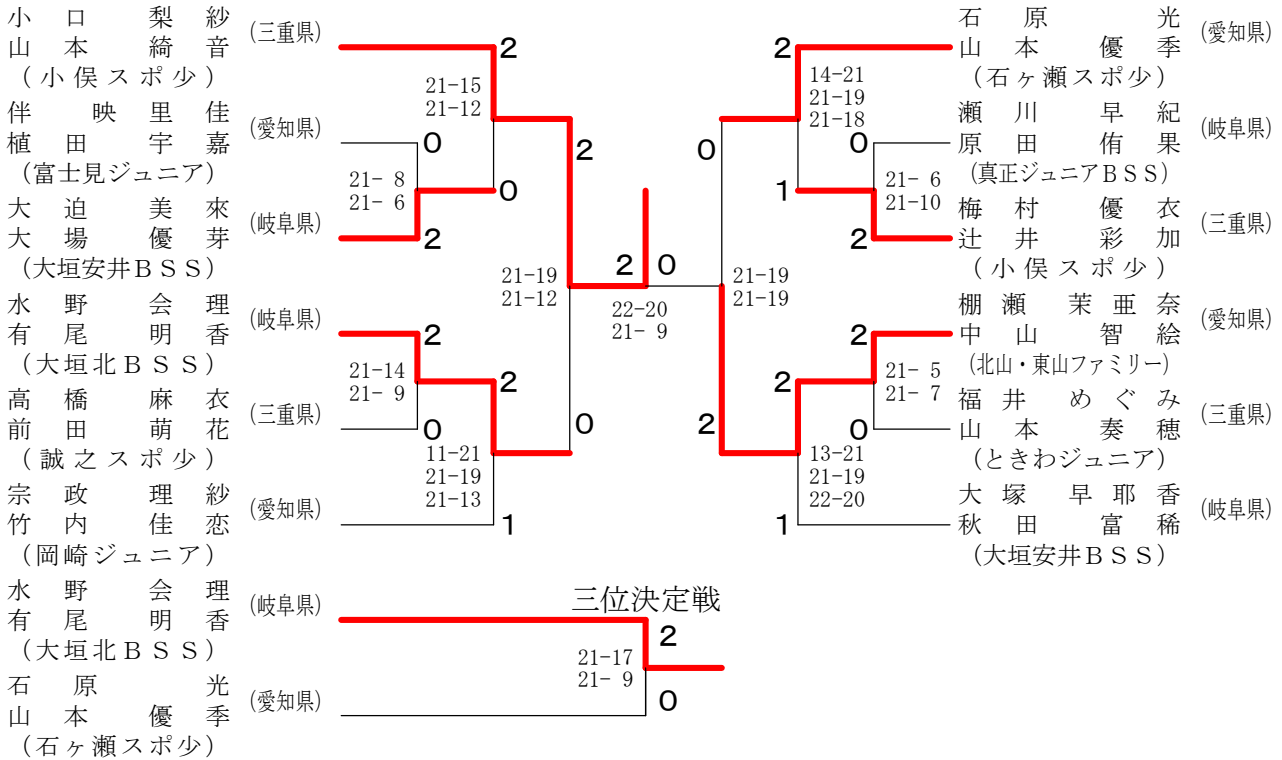 小口 梨紗
山本 綺音
(三重県)
(小俣スポ少)
伴 映里佳
植田 宇嘉
(愛知県)
(富士見ジュニア)
大迫 美來
大場 優芽
(岐阜県)
(大垣安井BSS)
水野 会理
有尾 明香
(岐阜県)
(大垣北BSS)
高橋 麻衣
前田 萌花
(三重県)
(誠之スポ少)
宗政 理紗
竹内 佳恋
(愛知県)
(岡崎ジュニア)
2
21-15
21-12
0
0
21- 8
21- 6
2
2
21-14
21- 9
0
2
11-21
21-19
21-13
1
2
21-19
21-12
0
2 0
22-20
21- 9
石原 光
山本 優季
(愛知県)
(石ヶ瀬スポ少)
瀬川 早紀
原田 侑果
(岐阜県)
(真正ジュニアBSS)
梅村 優衣
辻井 彩加
(三重県)
(小俣スポ少)
棚瀬 茉亜奈
中山 智絵
(愛知県)
(北山・東山ファミリー)
福井 めぐみ
山本 奏穂
(三重県)
(ときわジュニア)
大塚 早耶香
秋田 富稀
(岐阜県)
(大垣安井BSS)
2
14-21
21-19
21-18
1
0
21- 6
21-10
2
2
21- 5
21- 7
0
2
13-21
21-19
22-20
1
0
21-19
21-19
2
三位決定戦
水野 会理
有尾 明香
(岐阜県)
(大垣北BSS)
石原 光
山本 優季
(愛知県)
(石ヶ瀬スポ少)
2
21-17
21- 9
0